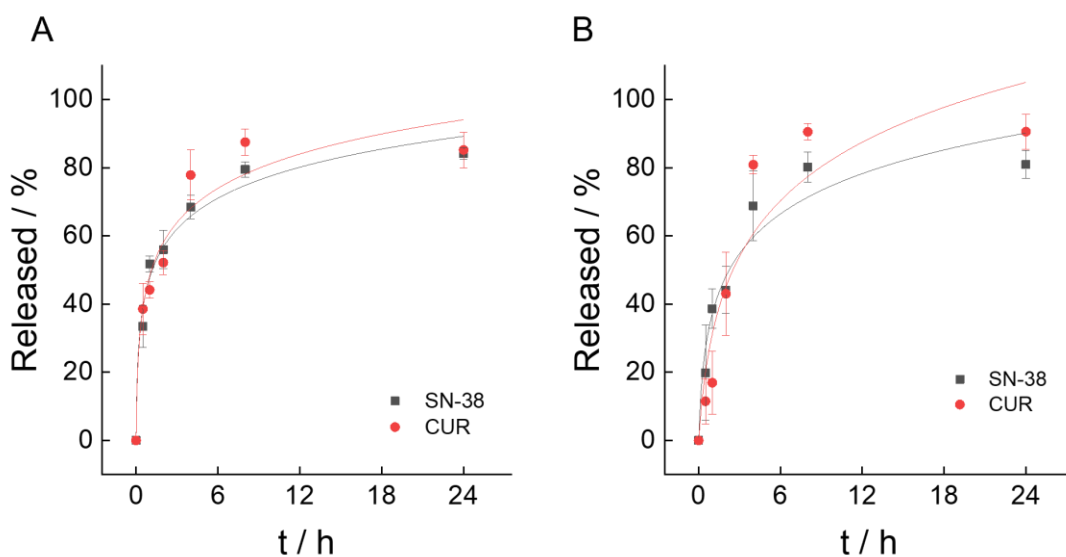 A
Released / %
100
80
60
40
20
0
SN-38
CUR
0 6 12 18 24
t / h
B
Released / %
100
80
60
40
20
0
SN-38
CUR
0 6 12 18 24
t / h